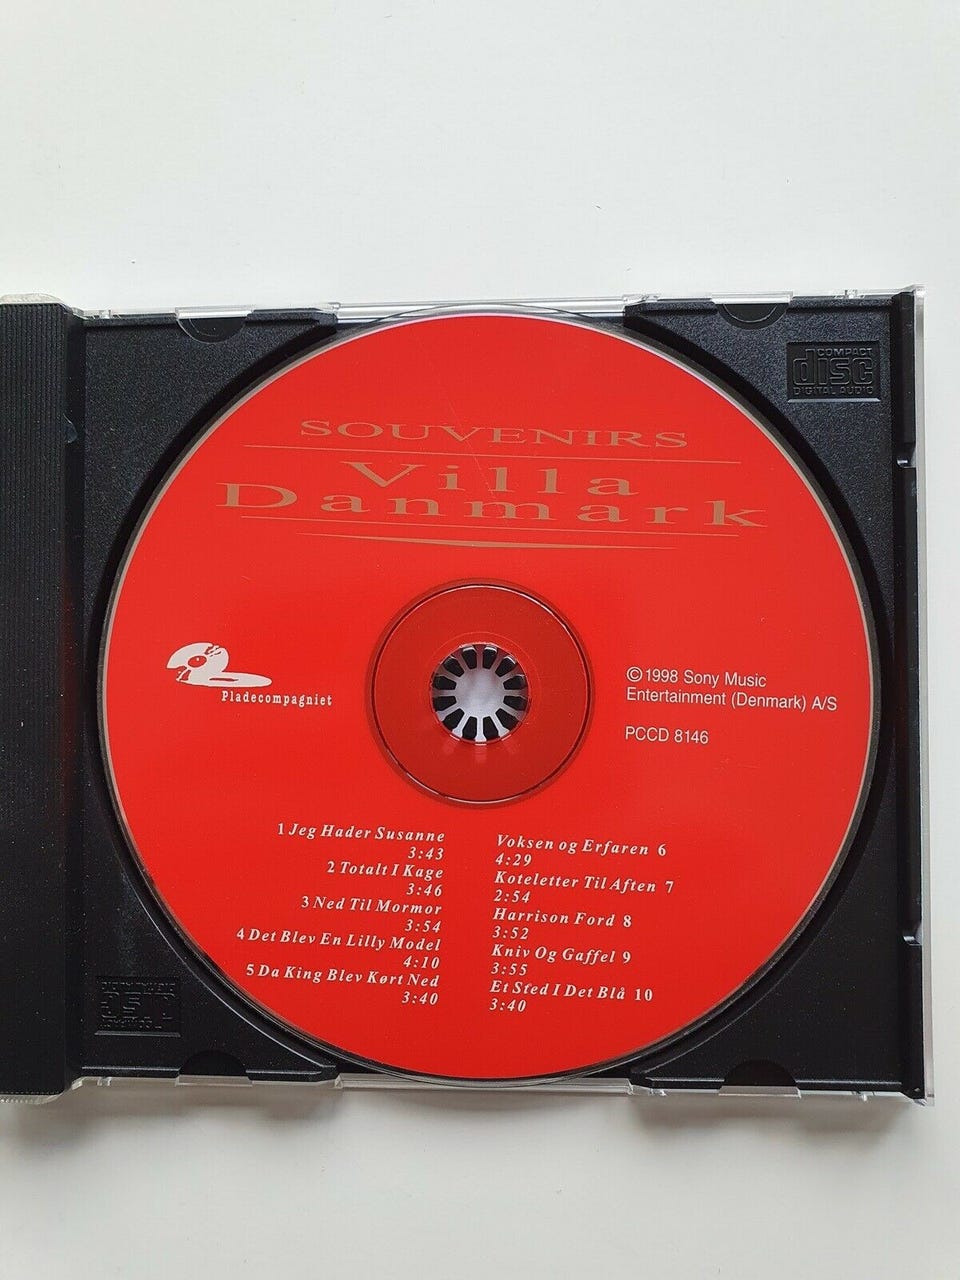 COMPACT
disc
DIGITAL AUDIO
SOUVENIRS
Villa
Danmark
Pladecompagniet
©1998 Sony Music
Entertainment (Denmark) A/S
PCCD 8146
1 Jeg Hader Susanne
3:43
2 Totalt I Kage
3:46
3 Ned Til Mormor
3:54
4 Det Blev En Lilly Model
4:10
5 Da King Blev Kørt Ned
3:40
Voksen og Erfaren 6
4:29
Koteletter Til Aften 7
2:54
Harrison Ford 8
3:52
Kniv Og Gaffel 9
3:55
Et Sted I Det Blå 10
3:40